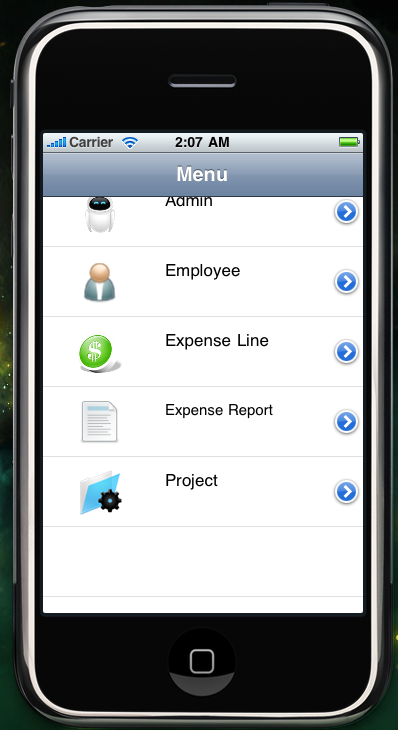 Carrier 2:07 AM
Menu
Admin
Employee
$
Expense Line
Expense Report
Project